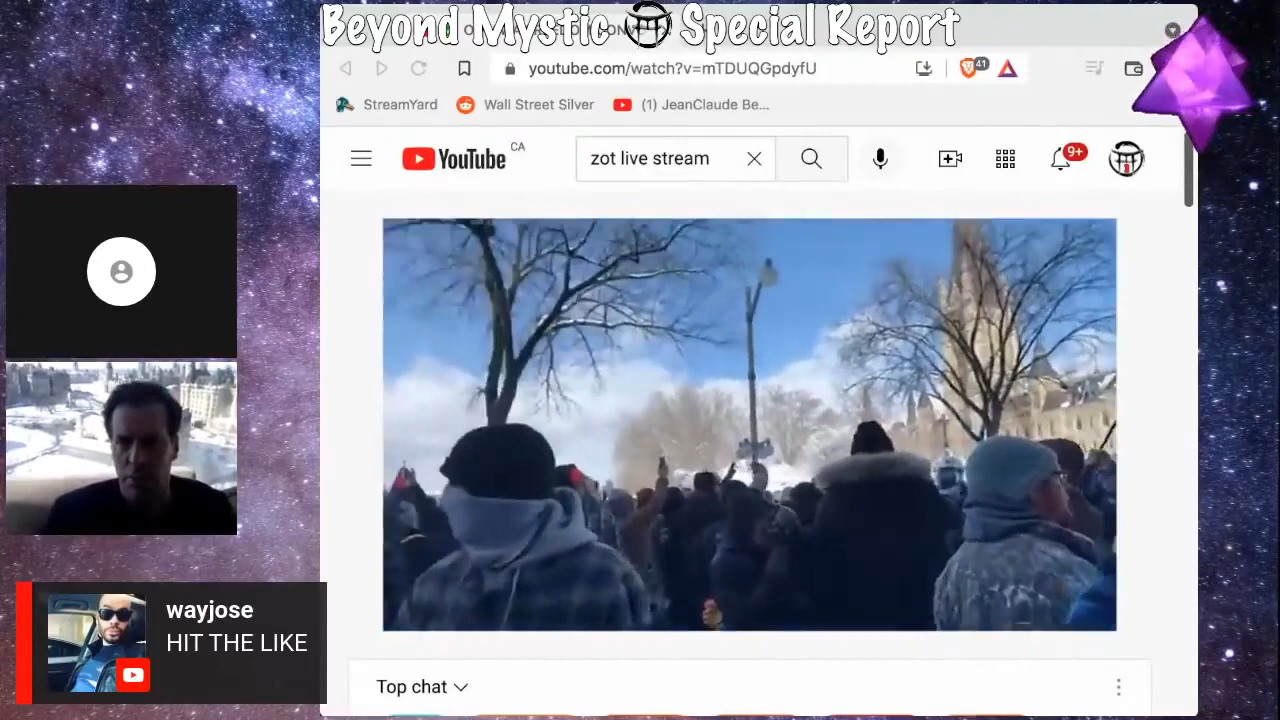 Beyond Mystic Special Report
youtube.com/watch?v=mTDUQGpdyfU
41
StreamYard
Wall Street Silver
(1) JeanClaude Be...
YouTube CA
zot live stream
9+
wayjose
HIT THE LIKE
Top chat